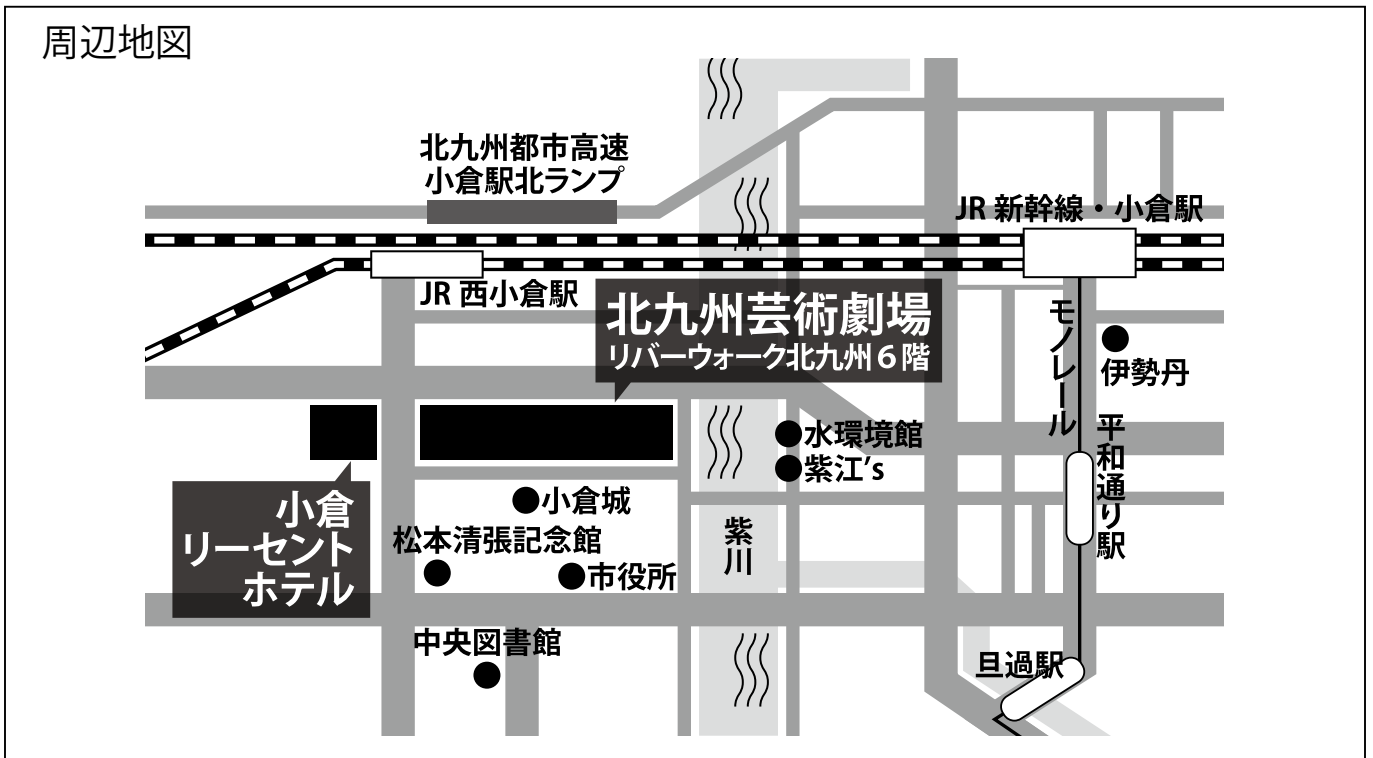 周辺地図
北九州都市高速
小倉駅北ランプ
JR 新幹線・小倉駅
JR 西小倉駅
北九州芸術劇場
リバーウォーク北九州6階
モノレール
伊勢丹
平和通り駅
水環境館
紫江's
小倉
リーセント
ホテル
小倉城
松本清張記念館
市役所
紫川
中央図書館
旦過駅